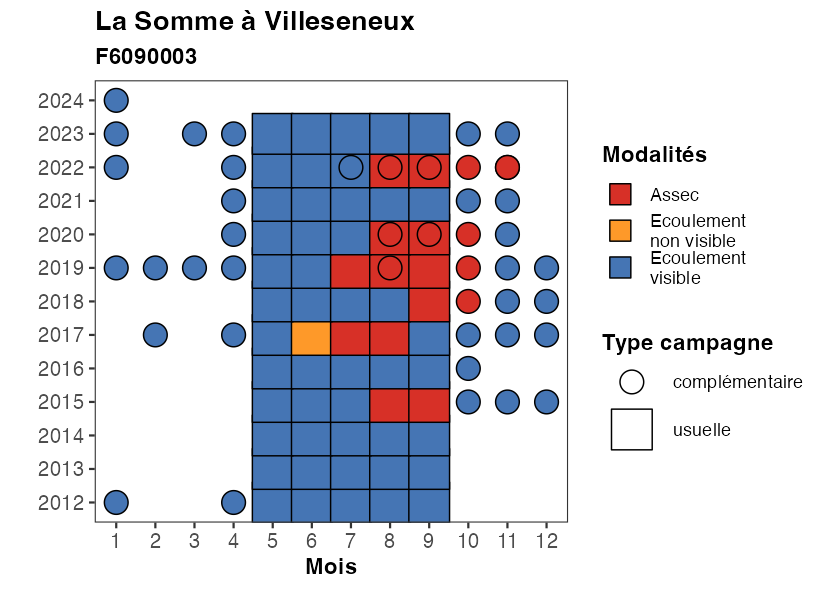 La Somme à Villeseneux
F6090003
2024
2023
2022
2021
2020
2019
2018
2017
2016
2015
2014
2013
2012
1 2 3 4 5 6 7 8 9 10 11 12
Mois
Modalités
Assec
Ecoulement
non visible
Ecoulement
visible
Type campagne
complémentaire
usuelle